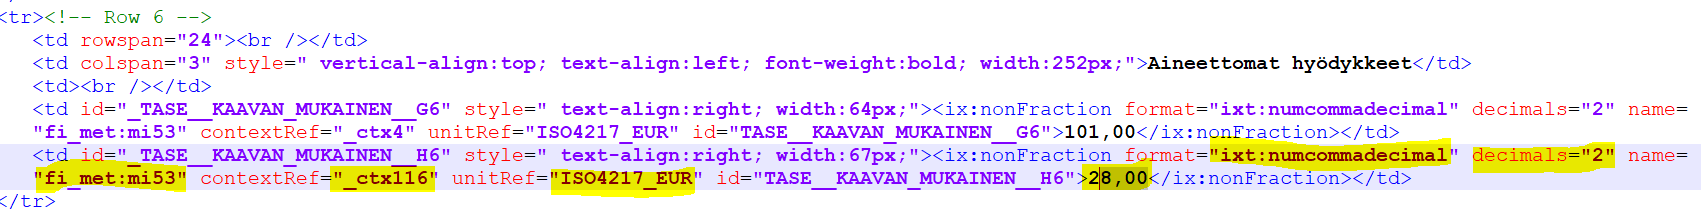 <tr><!-- Row 6 -->
<td rowspan="24"><br /></td>
<td colspan="3" style=" vertical-align:top; text-align:left; font-weight:bold; width:252px;">Aineettomat hyödykkeet</td>
<td><br /></td>
<td id="_TASE__KAAVAN_MUKAINEN__G6" style=" text-align:right; width:64px;"><ix:nonFraction format="ixt:numcommadecimal" decimals="2" name=
"fi_met:mi53" contextRef="_ctx4" unitRef="ISO4217_EUR" id="TASE__KAAVAN_MUKAINEN__G6">101,00</ix:nonFraction></td>
<td id="_TASE__KAAVAN_MUKAINEN__H6" style=" text-align:right; width:67px;"><ix:nonFraction format="ixt:numcommadecimal" decimals="2" name=
"fi_met:mi53" contextRef="_ctx116" unitRef="ISO4217_EUR" id="TASE__KAAVAN_MUKAINEN__H6">28,00</ix:nonFraction></td>
</tr>